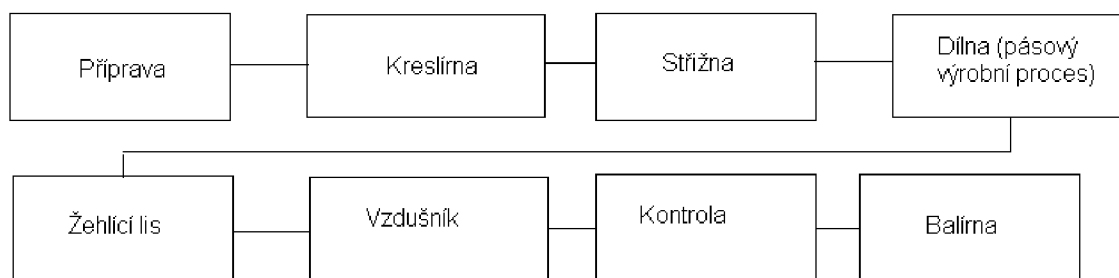 Příprava
Kreslírna
Střižna
Dílna (pásový
výrobní proces)
Žehlící lis
Vzdušník
Kontrola
Balírna